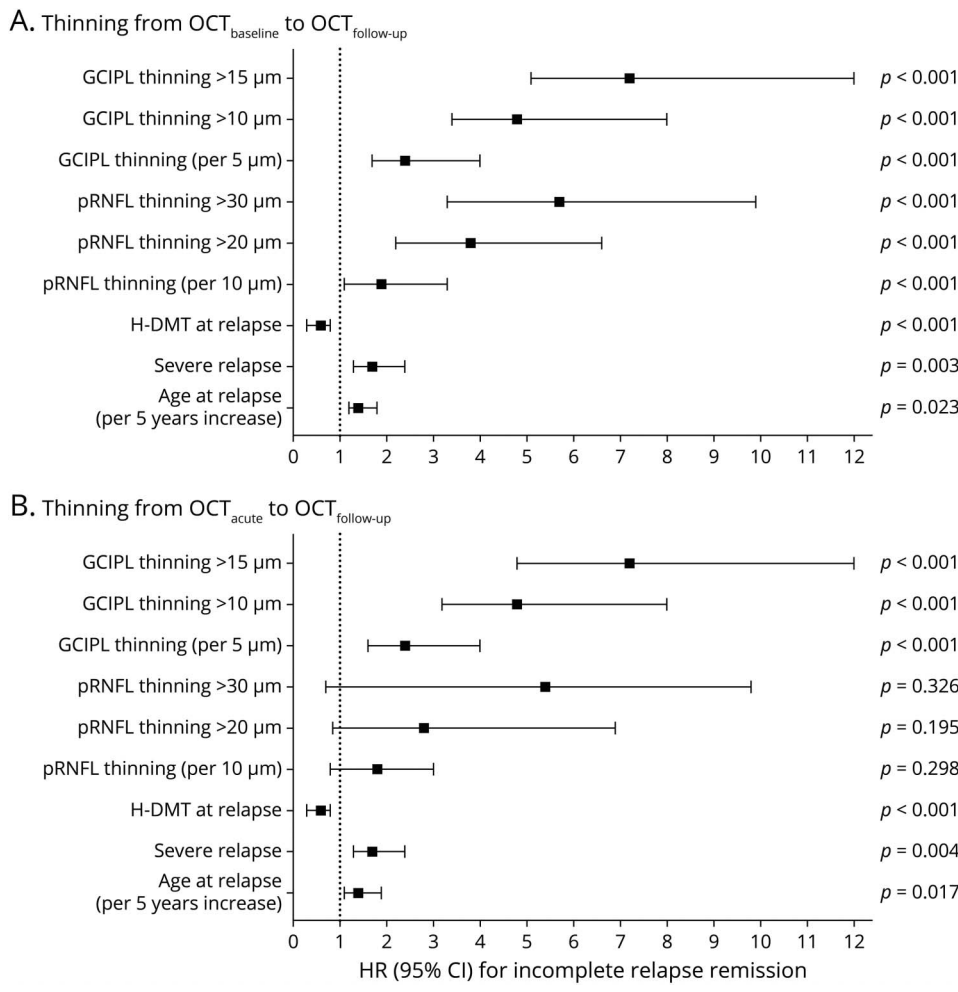 A. Thinning from OCTbaseline to OCTfollow-up
GCIPL thinning >15 µm p < 0.001
GCIPL thinning >10 µm p < 0.001
GCIPL thinning (per 5 µm) p < 0.001
pRNFL thinning >30 µm p < 0.001
pRNFL thinning >20 µm p < 0.001
pRNFL thinning (per 10 µm) p < 0.001
H-DMT at relapse p < 0.001
Severe relapse p = 0.003
Age at relapse
(per 5 years increase) p = 0.023
0 1 2 3 4 5 6 7 8 9 10 11 12
B. Thinning from OCTacute to OCTfollow-up
GCIPL thinning >15 µm p < 0.001
GCIPL thinning >10 µm p < 0.001
GCIPL thinning (per 5 µm) p < 0.001
pRNFL thinning >30 µm p = 0.326
pRNFL thinning >20 µm p = 0.195
pRNFL thinning (per 10 µm) p = 0.298
H-DMT at relapse p < 0.001
Severe relapse p = 0.004
Age at relapse
(per 5 years increase) p = 0.017
0 1 2 3 4 5 6 7 8 9 10 11 12
HR (95% CI) for incomplete relapse remission